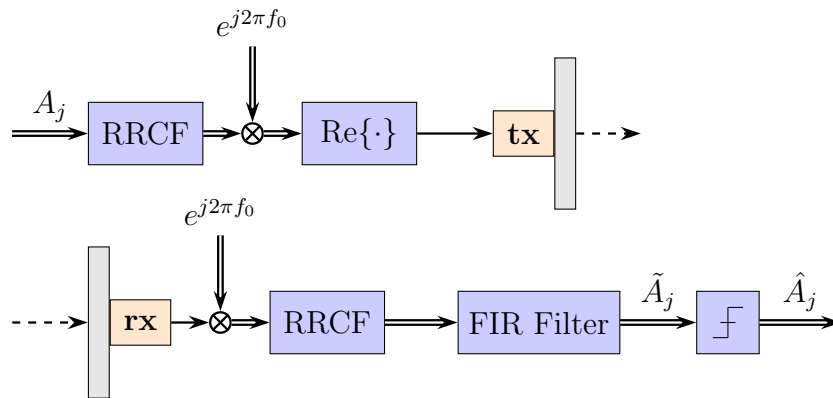 e^{j2πf_0}
A_j
RRCF
⊗
Re{·}
tx
e^{j2πf_0}
rx
⊗
RRCF
FIR Filter
Ã_j
Â_j